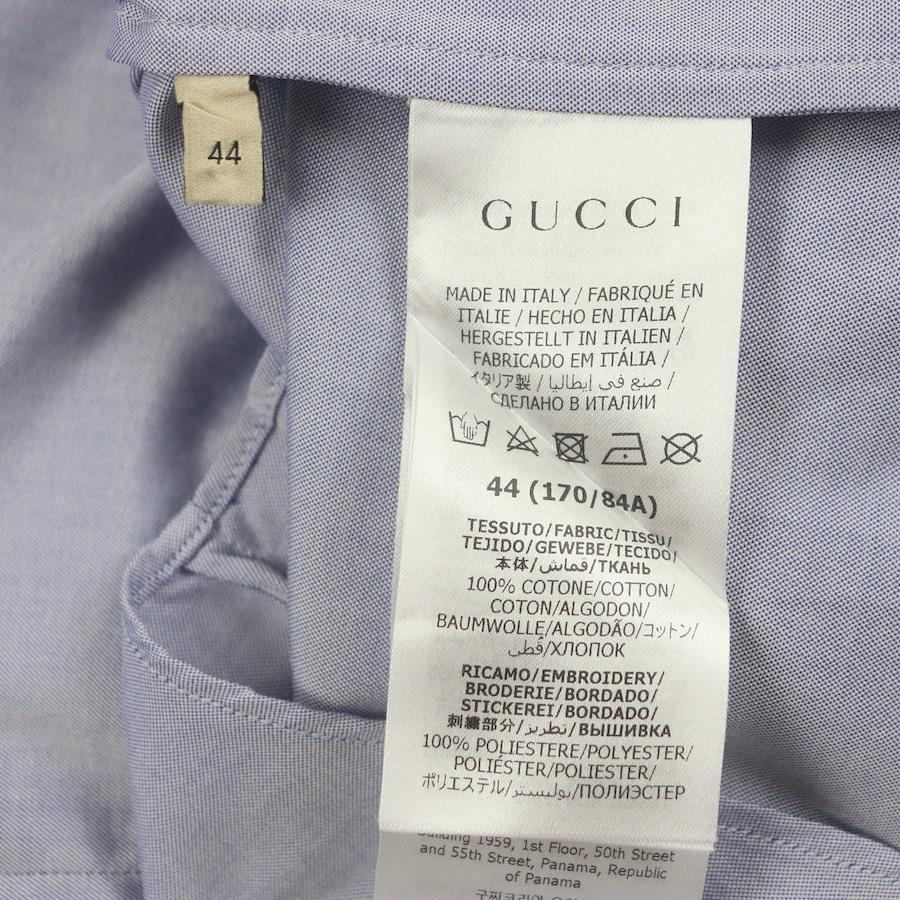 44
GUCCI
MADE IN ITALY / FABRIQUÉ EN
ITALIE / HECHO EN ITALIA /
HERGESTELLT IN ITALIEN /
FABRICADO EM ITÁLIA /
イタリア製 / صنع في إيطاليا /
СДЕЛАНО В ИТАЛИИ
44 (170/84A)
TESSUTO/FABRIC/TISSU/
TEJIDO/GEWEBE/TECIDO/
本体/قماش/ТКАНЬ
100% COTONE/COTTON/
COTON/ALGODON/
BAUMWOLLE/ALGODÃO/コットン/
قطن/ХЛОПОК
RICAMO/EMBROIDERY/
BRODERIE/BORDADO/
STICKEREI/BORDADO/
刺繍部分/تطريز/ВЫШИВКА
100% POLIESTERE/POLYESTER/
POLIÉSTER/POLIESTER/
ポリエステル/بوليستر/ПОЛИЭСТЕР
Building 1959, 1st Floor, 50th Street
and 55th Street, Panama, Republic
of Panama